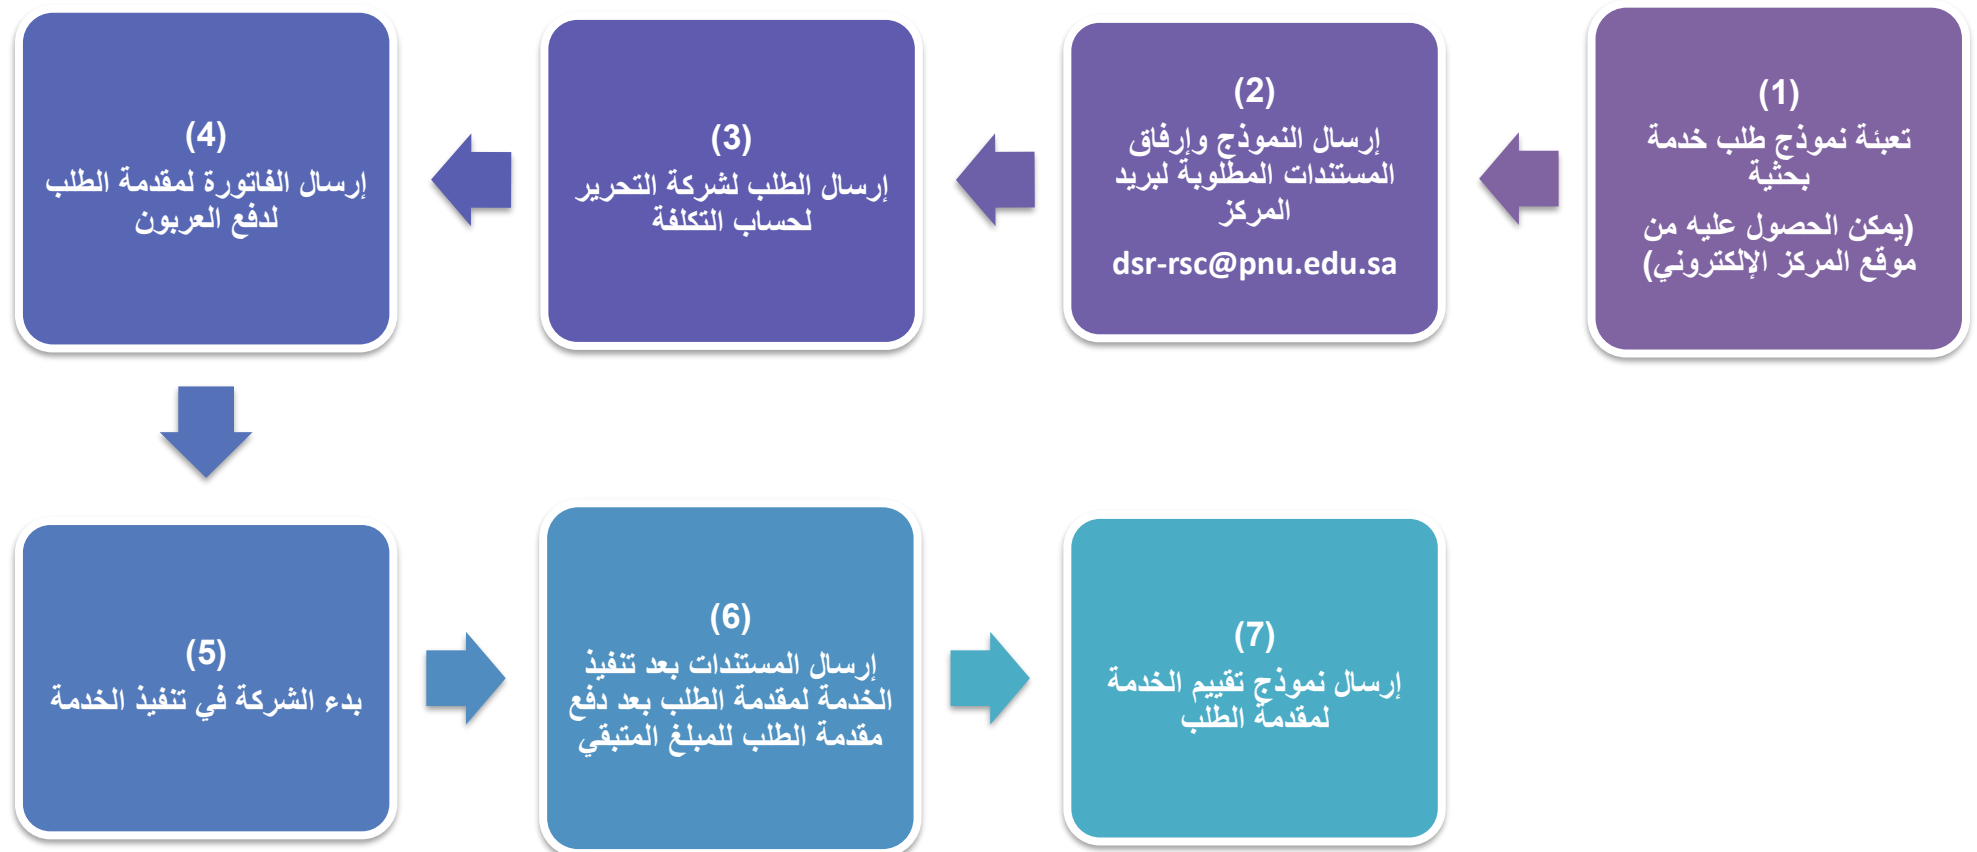 (1)
تعبئة نموذج طلب خدمة
بحثية
(يمكن الحصول عليه من
موقع المركز الإلكتروني)
(2)
إرسال النموذج وإرفاق
المستندات المطلوبة لبريد
المركز
dsr-rsc@pnu.edu.sa
(3)
إرسال الطلب لشركة التحرير
لحساب التكلفة
(4)
إرسال الفاتورة لمقدمة الطلب
لدفع العربون
(5)
بدء الشركة في تنفيذ الخدمة
(6)
إرسال المستندات بعد تنفيذ
الخدمة لمقدمة الطلب بعد دفع
مقدمة الطلب للمبلغ المتبقي
(7)
إرسال نموذج تقييم الخدمة
لمقدمة الطلب